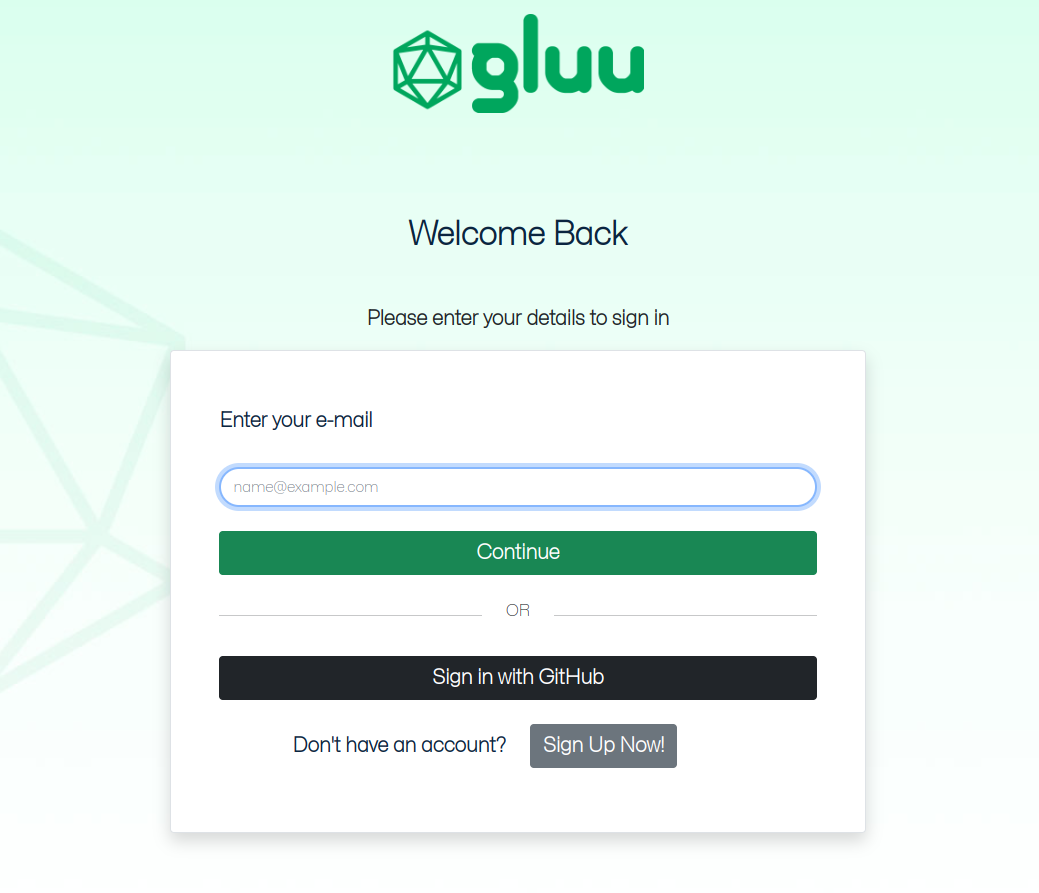 gluu
Welcome Back
Please enter your details to sign in
Enter your e-mail
name@example.com
Continue
OR
Sign in with GitHub
Don't have an account? Sign Up Now!